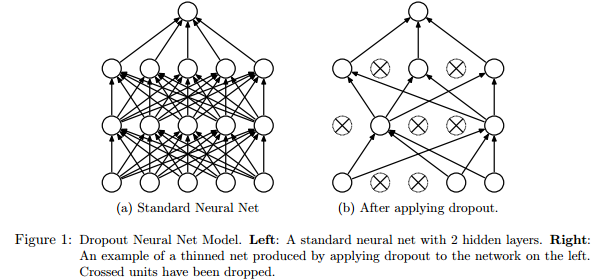 (a) Standard Neural Net
(b) After applying dropout.
Figure 1: Dropout Neural Net Model. Left: A standard neural net with 2 hidden layers. Right:
An example of a thinned net produced by applying dropout to the network on the left.
Crossed units have been dropped.